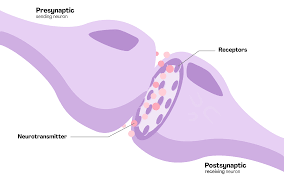 Presynaptic
sending neuron
Receptors
Neurotransmitter
Postsynaptic
receiving neuron